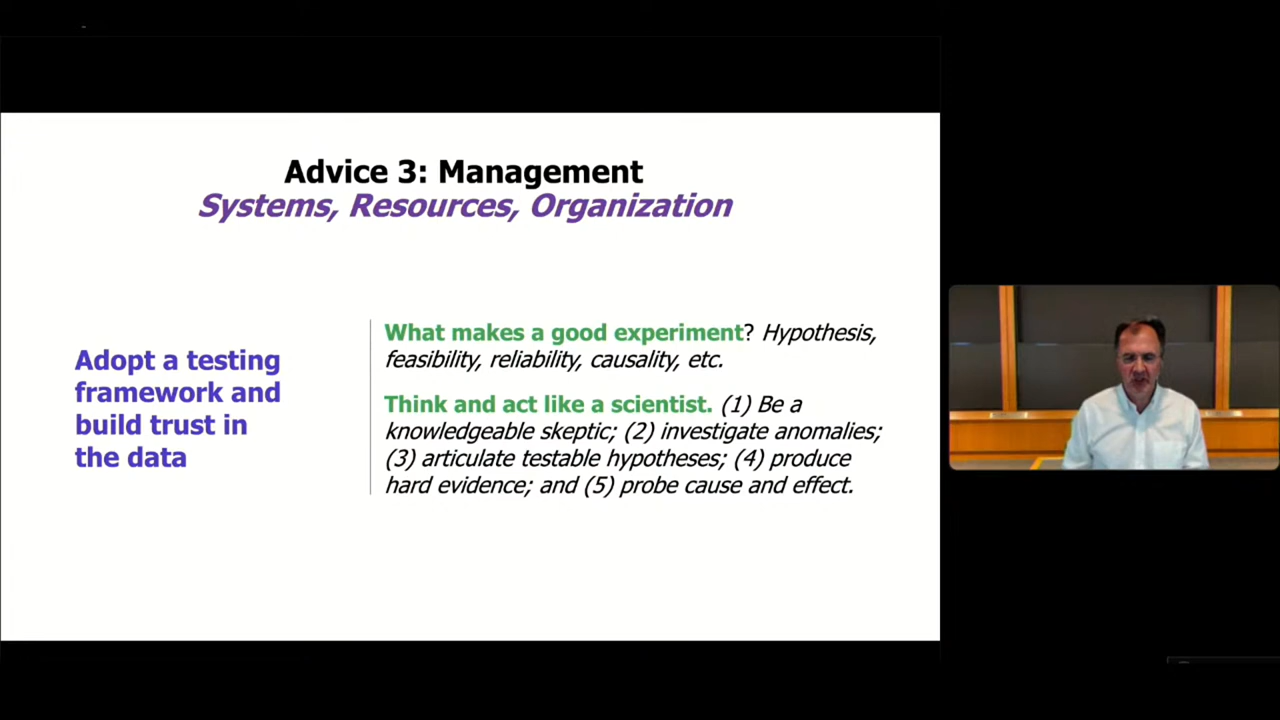 Advice 3: Management
Systems, Resources, Organization
Adopt a testing
framework and
build trust in
the data
What makes a good experiment? Hypothesis,
feasibility, reliability, causality, etc.
Think and act like a scientist. (1) Be a
knowledgeable skeptic; (2) investigate anomalies;
(3) articulate testable hypotheses; (4) produce
hard evidence; and (5) probe cause and effect.